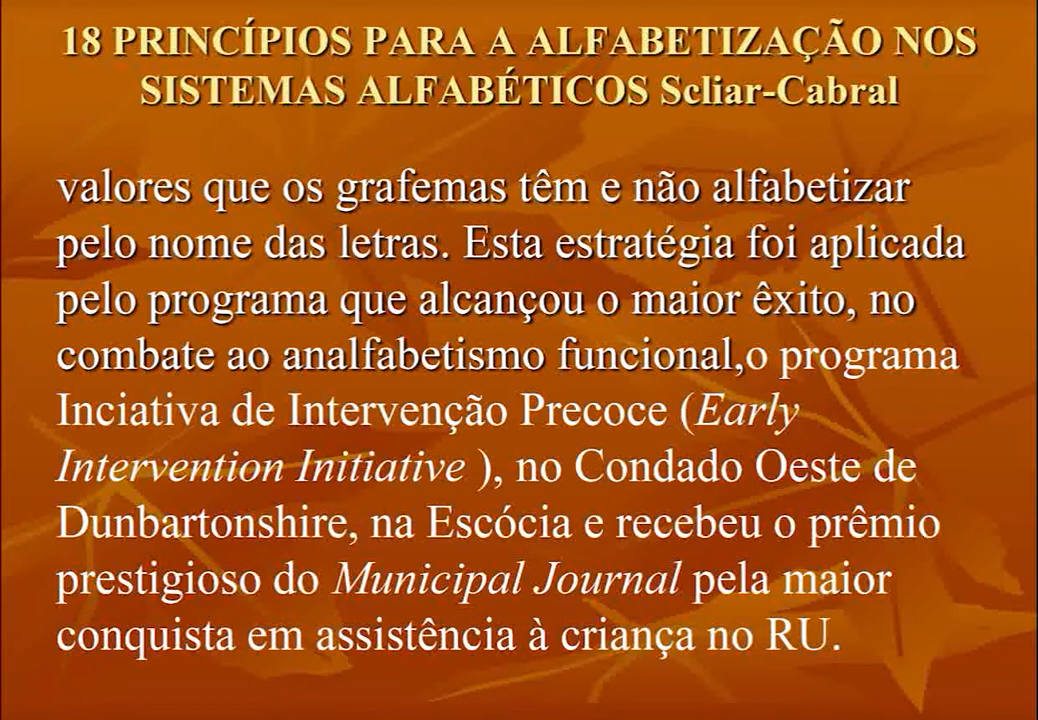 18 PRINCÍPIOS PARA A ALFABETIZAÇÃO NOS
SISTEMAS ALFABÉTICOS Scliar-Cabral
valores que os grafemas têm e não alfabetizar
pelo nome das letras. Esta estratégia foi aplicada
pelo programa que alcançou o maior êxito, no
combate ao analfabetismo funcional,o programa
Inciativa de Intervenção Precoce (Early
Intervention Initiative ), no Condado Oeste de
Dunbartonshire, na Escócia e recebeu o prêmio
prestigioso do Municipal Journal pela maior
conquista em assistência à criança no RU.